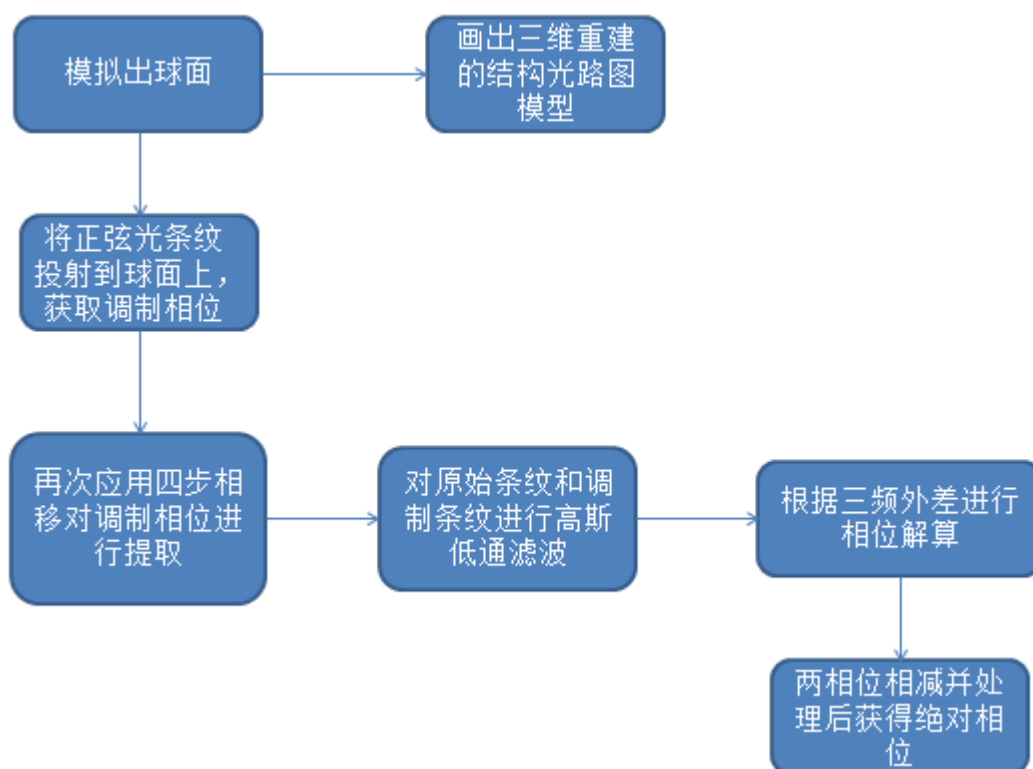 模拟出球面
画出三维重建
的结构光路图
模型
将正弦光条纹
投射到球面上，
获取调制相位
再次应用四步相
移对调制相位进
行提取
对原始条纹和调
制条纹进行高斯
低通滤波
根据三频外差进行
相位解算
两相位相减并处
理后获得绝对相
位